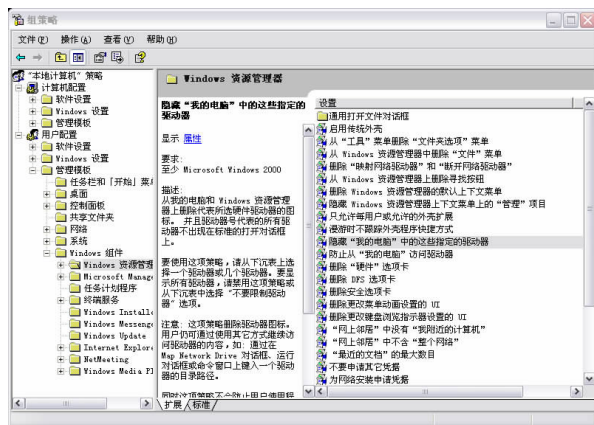 组策略
文件(F) 操作(A) 查看(V) 帮助(H)
“本地计算机” 策略
计算机配置
软件设置
Windows 设置
管理模板
用户配置
软件设置
Windows 设置
管理模板
任务栏和「开始」菜
桌面
控制面板
共享文件夹
网络
系统
Windows 组件
Windows 资源管理
Microsoft Manage
任务计划程序
终端服务
Windows Installe
Windows Messenge
Windows Update
Internet Explore
NetMeeting
Windows Media Pl
Windows 资源管理器
隐藏 “我的电脑” 中的这些指定的
驱动器
显示 属性
要求:
至少 Microsoft Windows 2000
描述:
从我的电脑和 Windows 资源管理
器上删除代表所选硬件驱动器的图
标。 并且驱动器号代表的所有驱
动器不出现在标准的打开对话框
上。
要使用这项策略，请从下沉表上选
择一个驱动器或几个驱动器。要显
示所有驱动器，请禁用这项策略或
从下沉表中选择 “不要限制驱动
器” 选项。
注意: 这项策略删除驱动器图标。
用户仍可通过使用其它方式继续访
问驱动器的内容，如: 通过在
Map Network Drive 对话框、运行
对话框或命令窗口上键入一个驱动
器的目录路径。
同时这项策略不会防止用户使用程
设置
通用打开文件对话框
启用传统外壳
从 “工具” 菜单删除 “文件夹选项” 菜单
从 Windows 资源管理器中删除 “文件” 菜单
删除 “映射网络驱动器” 和 “断开网络驱动器”
从 Windows 资源管理器上删除寻找按钮
删除 Windows 资源管理器的默认上下文菜单
隐藏 Windows 资源管理器上下文菜单上的 “管理” 项目
只允许每用户或允许的外壳扩展
漫游时不跟踪外壳程序快捷方式
隐藏 “我的电脑” 中的这些指定的驱动器
防止从 “我的电脑” 访问驱动器
删除 “硬件” 选项卡
删除 DFS 选项卡
删除安全选项卡
删除更改菜单动画设置的 UI
删除更改键盘浏览指示器设置的 UI
“网上邻居” 中没有 “我附近的计算机”
“网上邻居” 中不含 “整个网络”
“最近的文档” 的最大数目
不要申请其它凭据
为网络安装申请凭据
扩展 标准